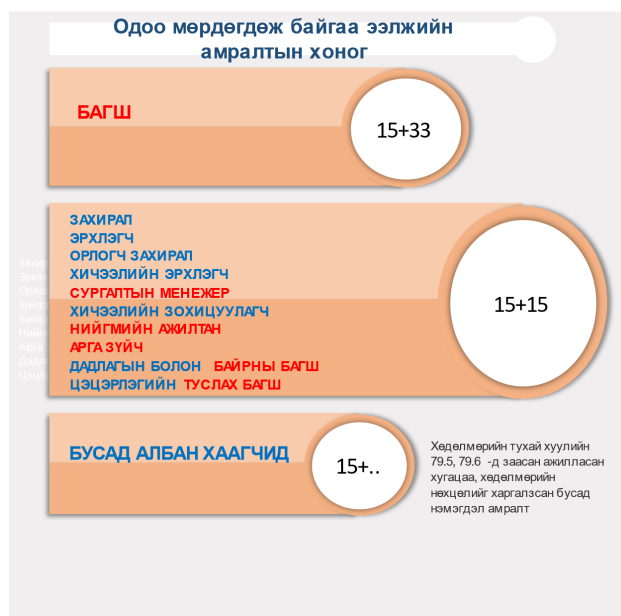 Одоо мөрдөгдөж байгаа ээлжийн
амралтын хоног
БАГШ
15+33
ЗАХИРАЛ
ЭРХЛЭГЧ
ОРЛОГЧ ЗАХИРАЛ
ХИЧЭЭЛИЙН ЭРХЛЭГЧ
СУРГАЛТЫН МЕНЕЖЕР
ХИЧЭЭЛИЙН ЗОХИЦУУЛАГЧ
НИЙГМИЙН АЖИЛТАН
АРГА ЗҮЙЧ
ДАДЛАГЫН БОЛОН БАЙРНЫ БАГШ
ЦЭЦЭРЛЭГИЙН ТУСЛАХ БАГШ
15+15
БУСАД АЛБАН ХААГЧИД
15+..
Хөдөлмөрийн тухай хуулийн
79.5, 79.6 -д заасан ажилласан
хугацаа, хөдөлмөрийн
нөхцөлийг харгалзсан бусад
нэмэгдэл амралт